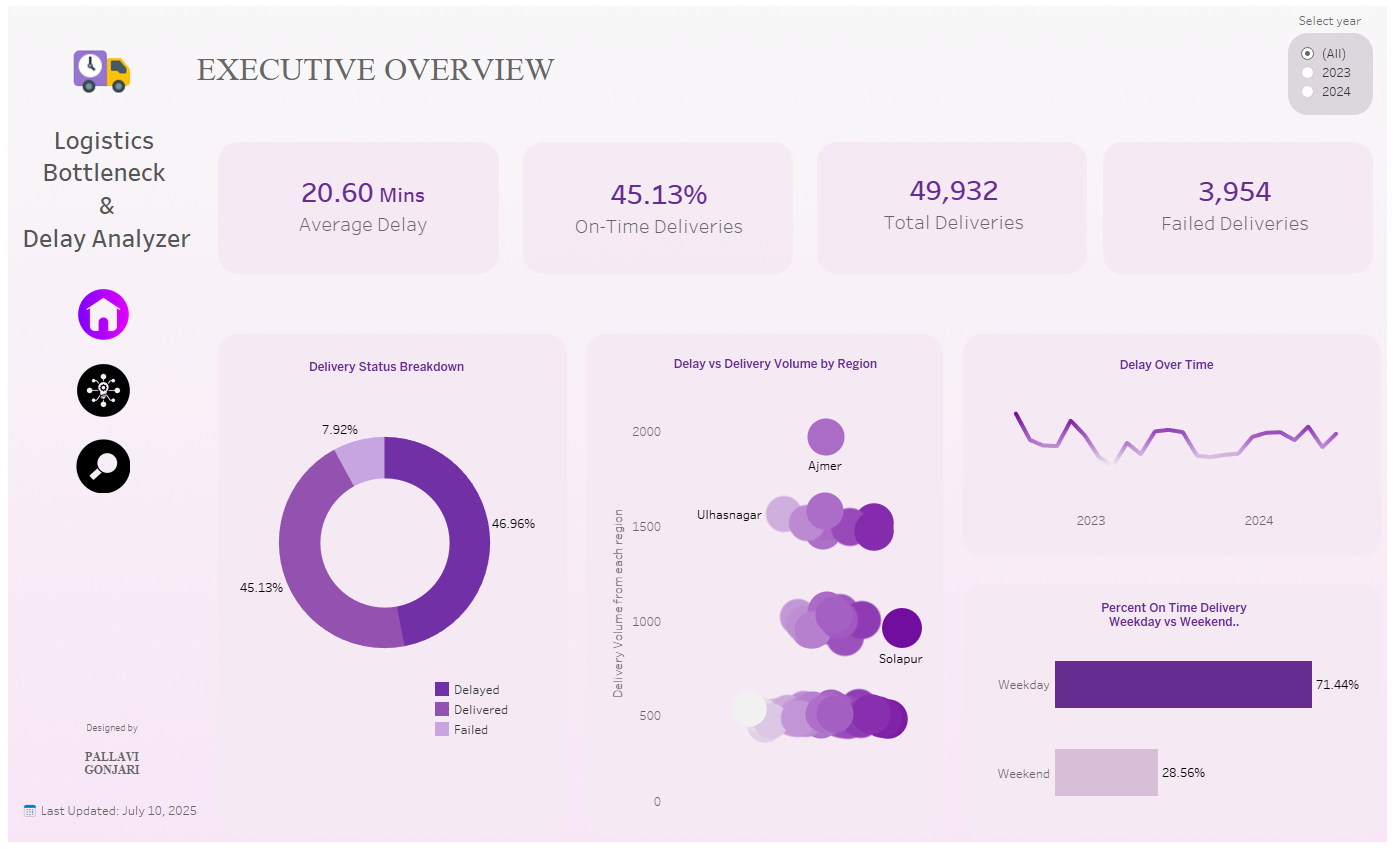 Select year
(All)
2023
2024
EXECUTIVE OVERVIEW
Logistics
Bottleneck
&
Delay Analyzer
20.60 Mins
Average Delay
45.13%
On-Time Deliveries
49,932
Total Deliveries
3,954
Failed Deliveries
Delivery Status Breakdown
7.92%
46.96%
45.13%
Delayed
Delivered
Failed
Delay vs Delivery Volume by Region
Delivery Volume from each region
2000
1500
1000
500
0
Ajmer
Ulhasnagar
Solapur
Delay Over Time
2023
2024
Percent On Time Delivery
Weekday vs Weekend..
Weekday
71.44%
Weekend
28.56%
Designed by
PALLAVI
GONJARI
Last Updated: July 10, 2025